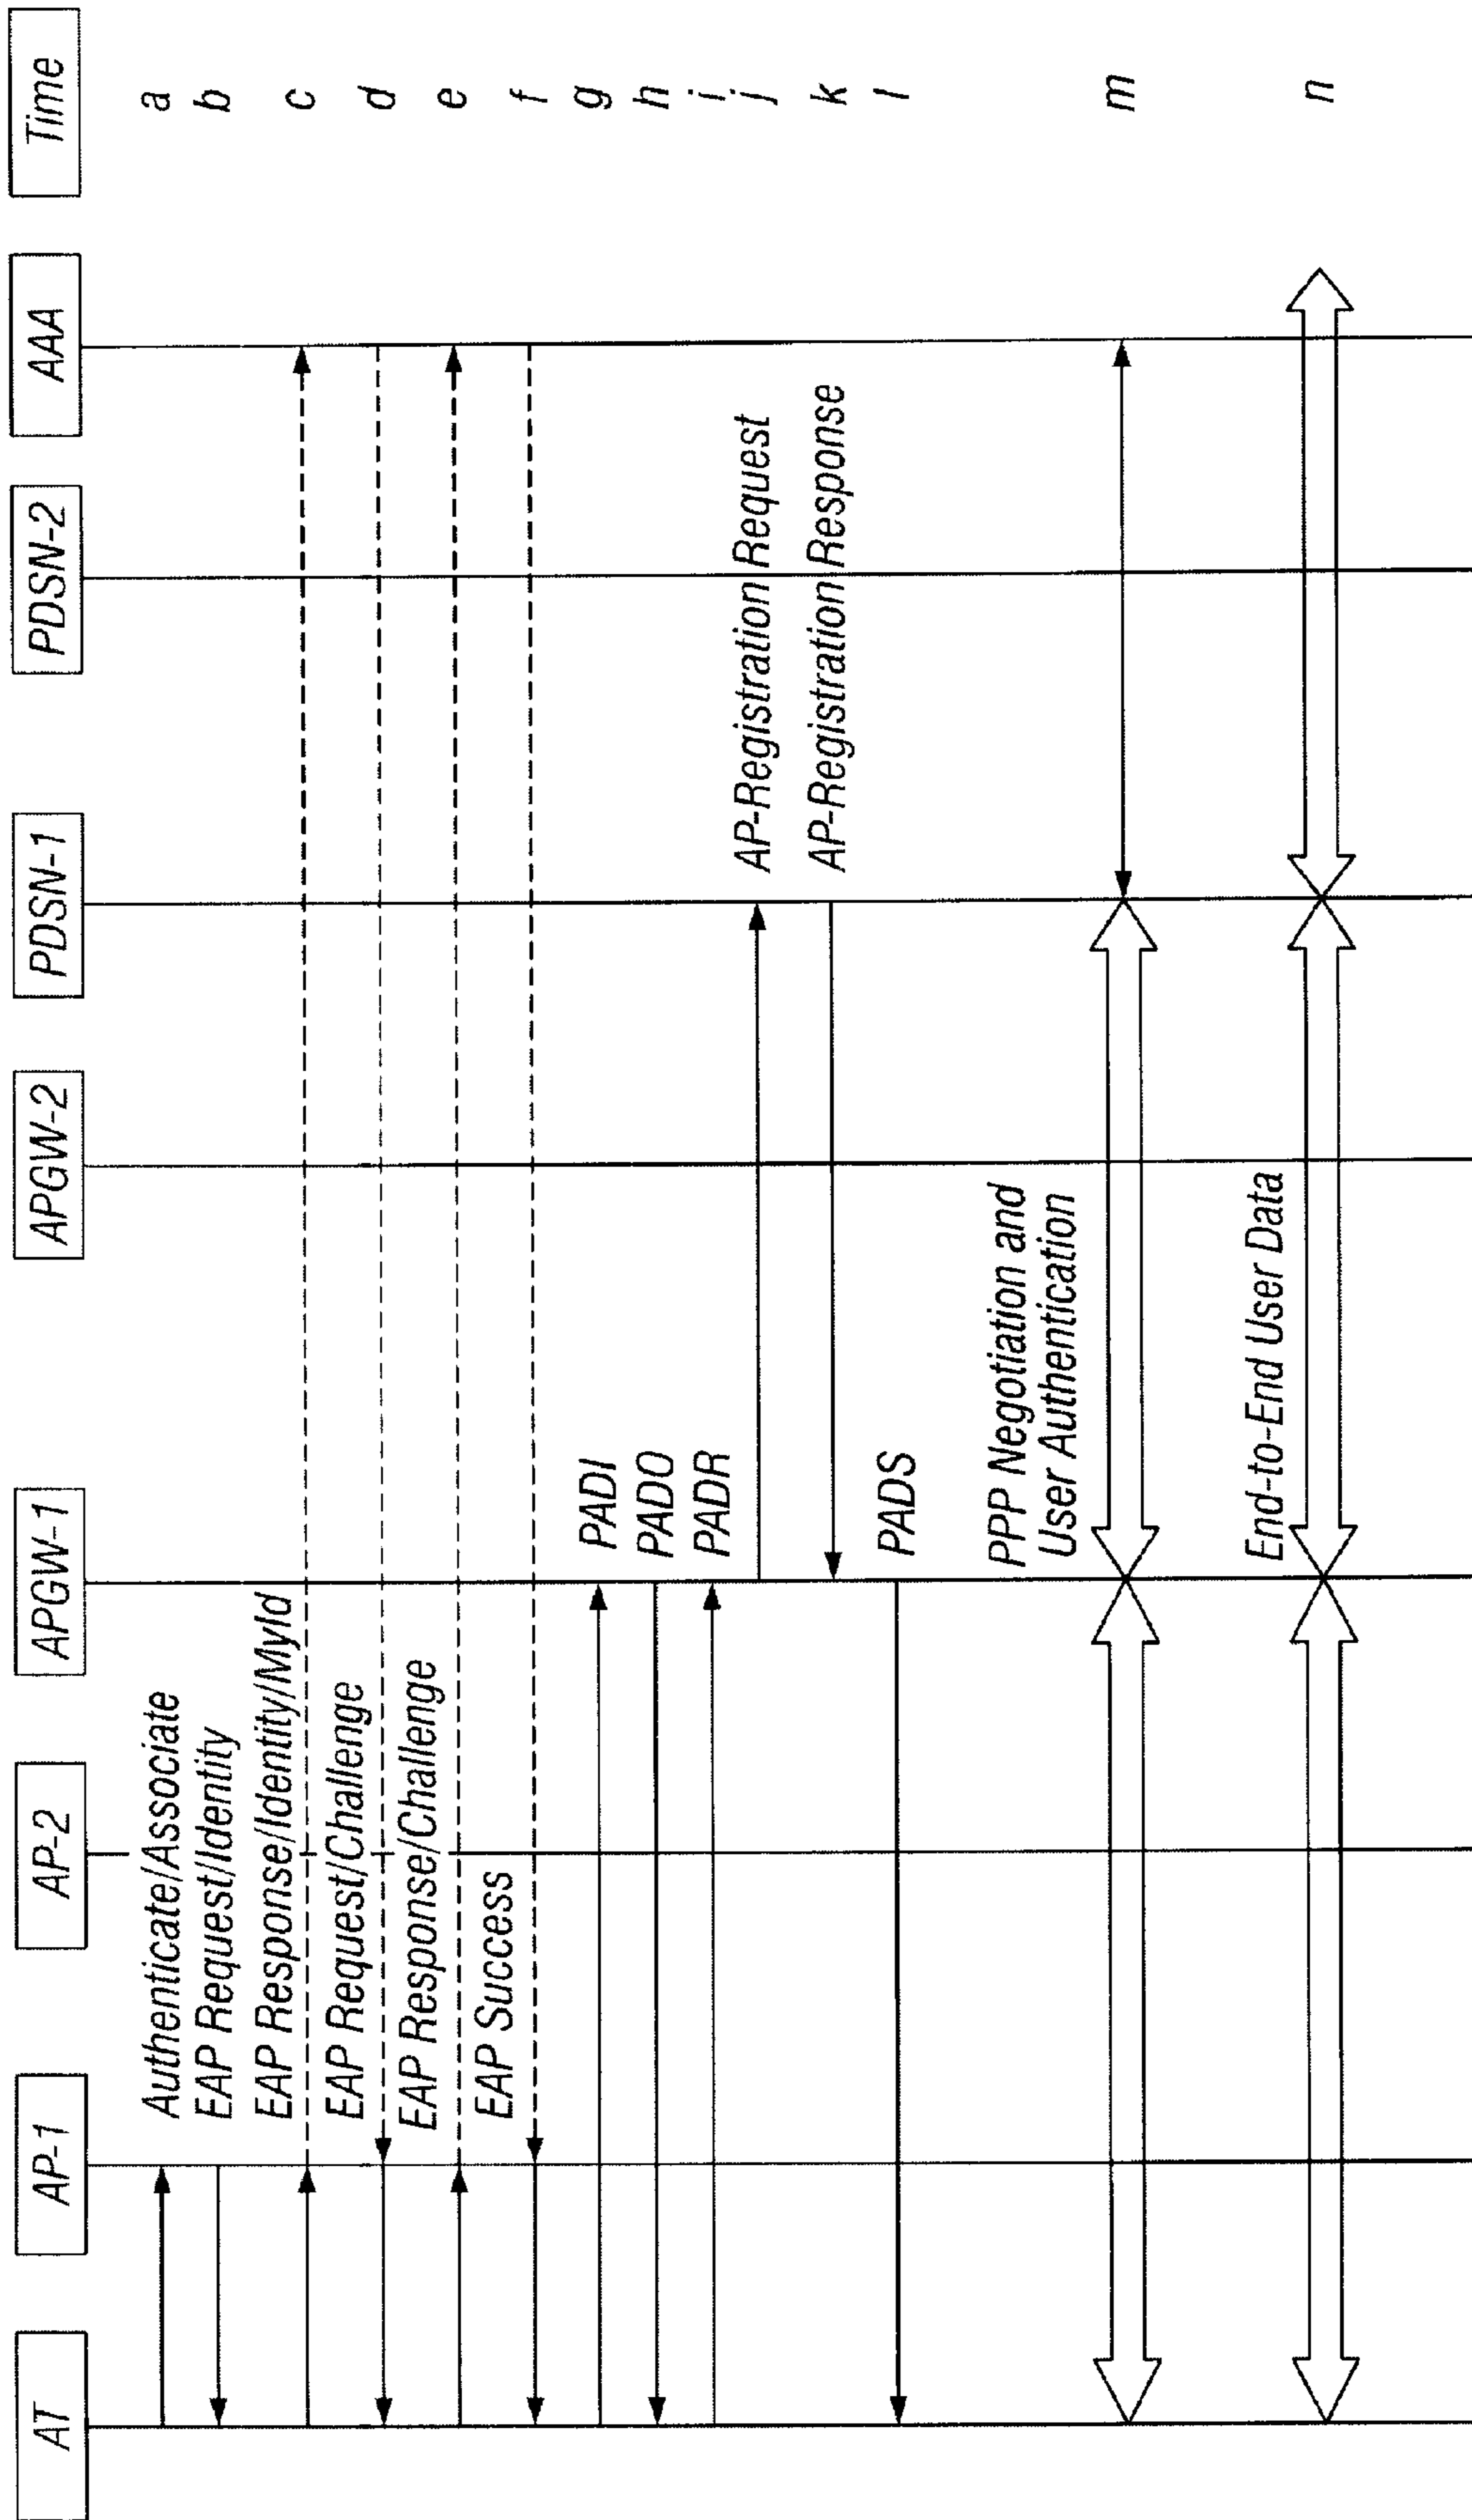 AT
AP-1
AP-2
APGW-1
APGW-2
PDSN-1
PDSN-2
AAA
Time
Authenticate/Associate
a
EAP Request/Identity
b
EAP Response/Identity/MyId
c
EAP Request/Challenge
d
EAP Response/Challenge
e
EAP Success
f
PADI
g
PADO
h
PADR
i
AP-Registration Request
j
AP-Registration Response
k
PADS
l
PPP Negotiation and
User Authentication
m
End-to-End User Data
n